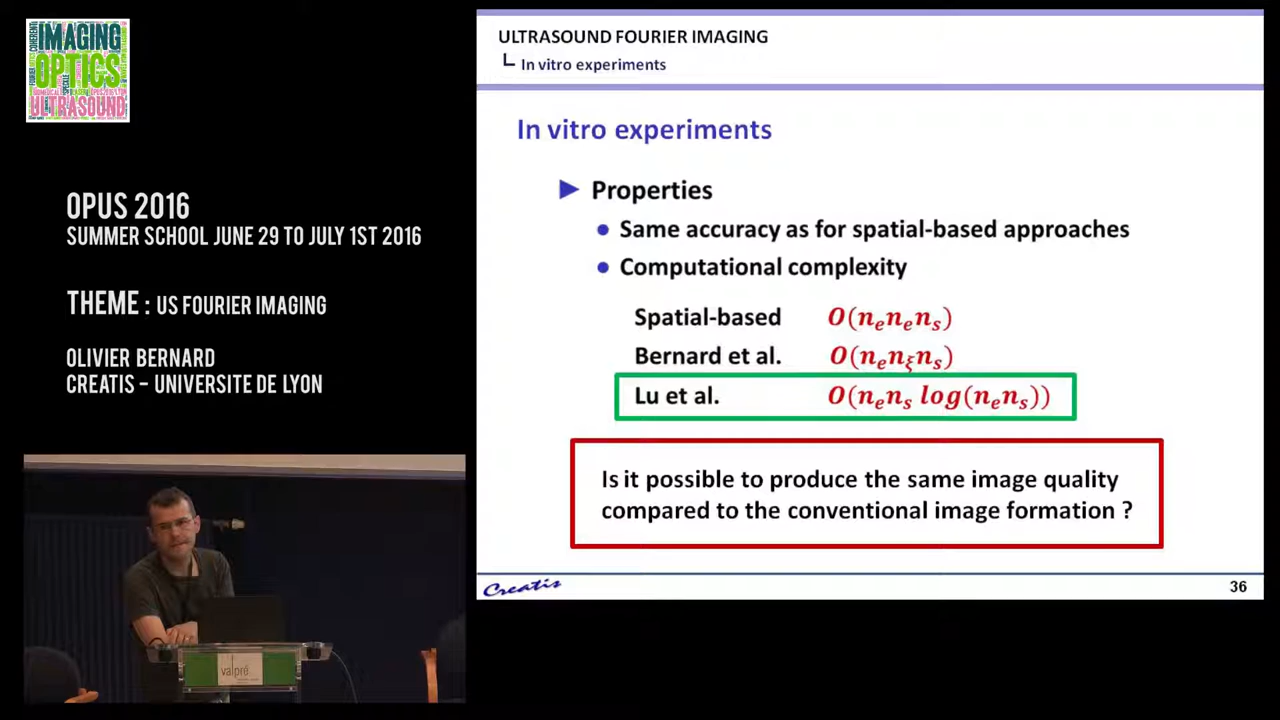 IMAGING
OPTICS
ULTRASOUND
OPUS 2016
SUMMER SCHOOL JUNE 29 TO JULY 1ST 2016
THEME : US FOURIER IMAGING
OLIVIER BERNARD
CREATIS – UNIVERSITE DE LYON
valpré
ULTRASOUND FOURIER IMAGING
In vitro experiments
In vitro experiments
Properties
Same accuracy as for spatial-based approaches
Computational complexity
Spatial-based O(nₑnₑnₛ)
Bernard et al. O(nₑn_ξnₛ)
Lu et al. O(nₑnₛ log(nₑnₛ))
Is it possible to produce the same image quality
compared to the conventional image formation ?
Creatis
36